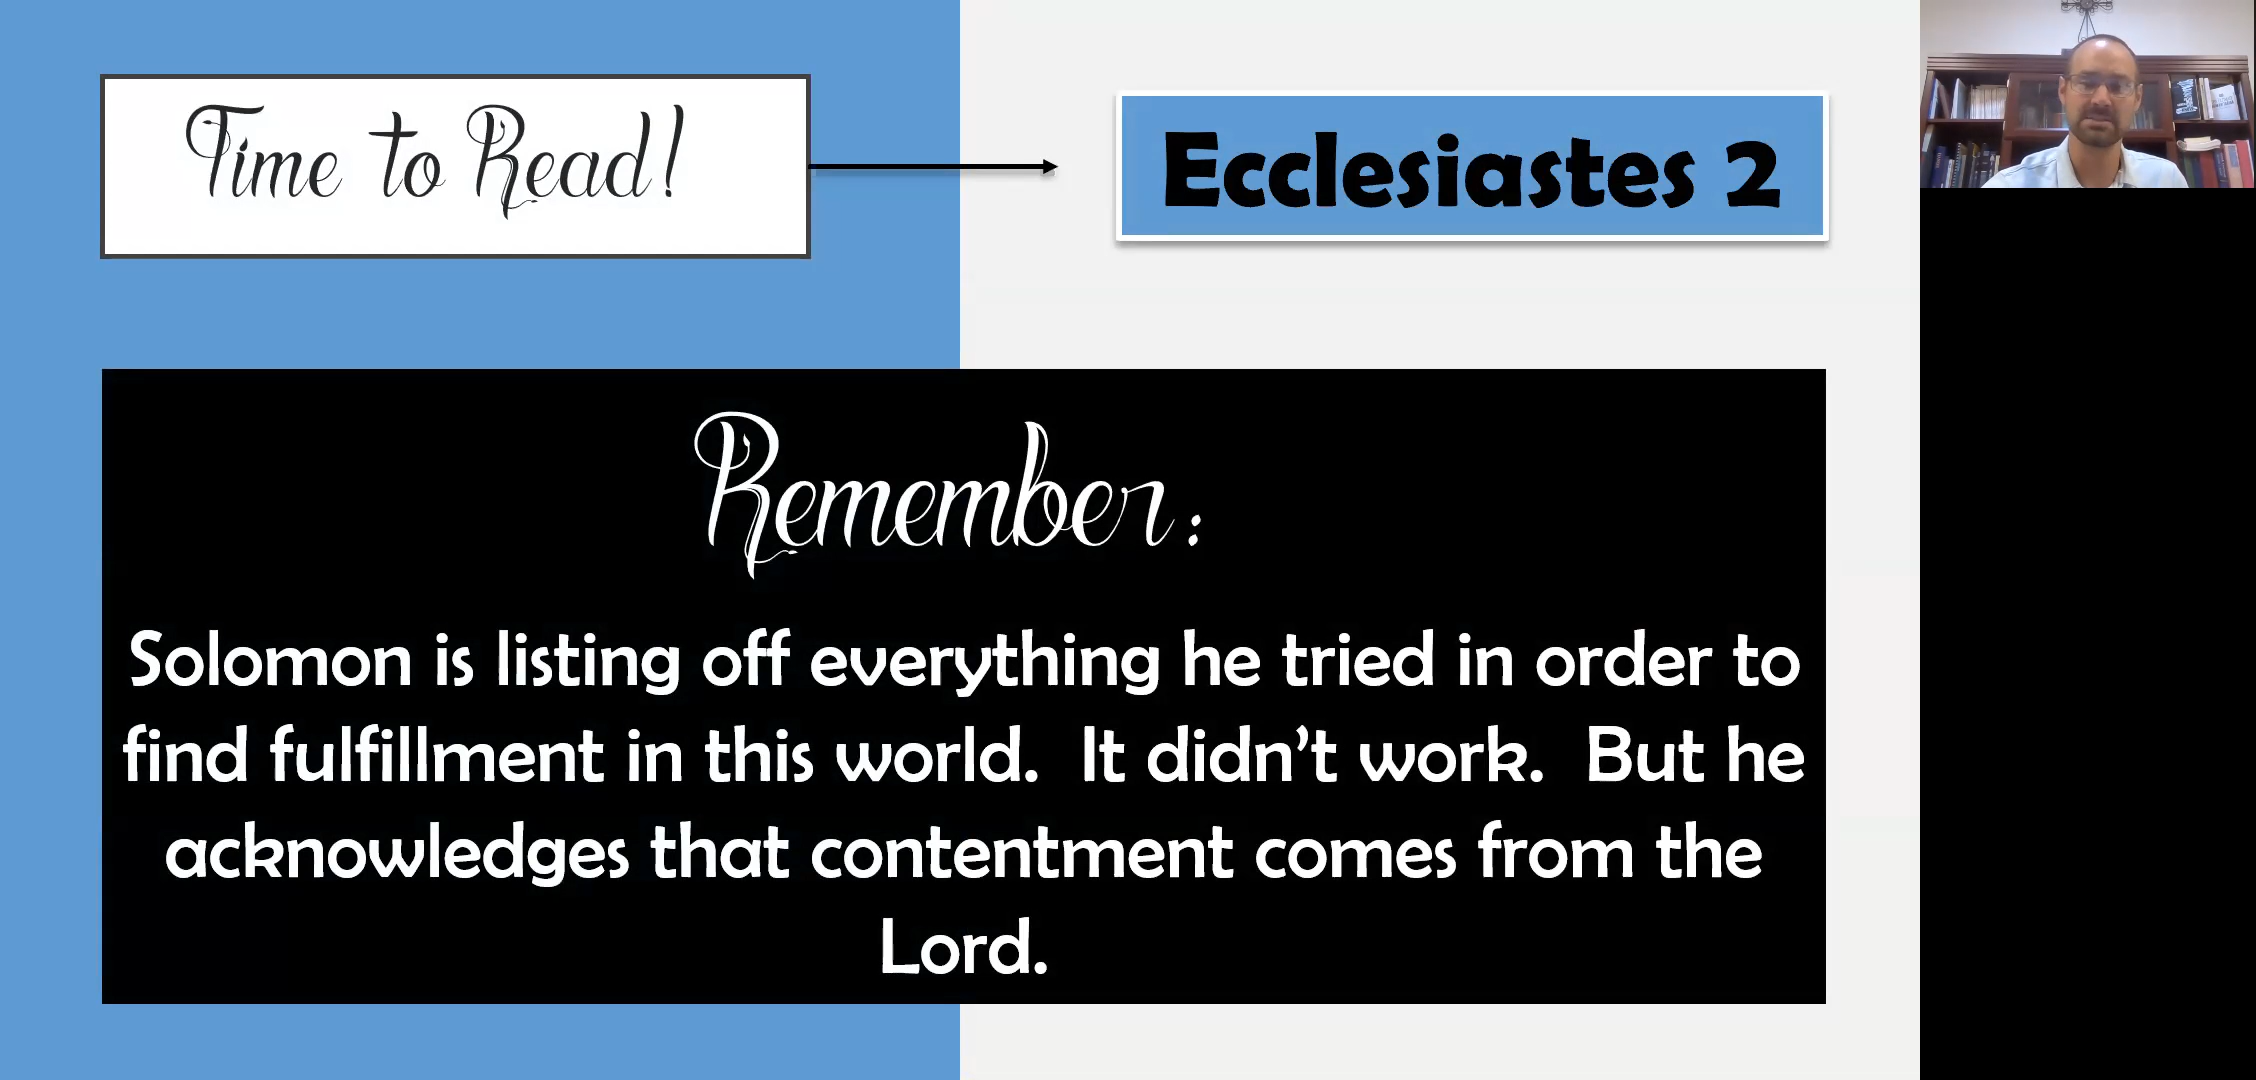 Time to Read!
Ecclesiastes 2
Remember:
Solomon is listing off everything he tried in order to
find fulfillment in this world.  It didn’t work.  But he
acknowledges that contentment comes from the
Lord.